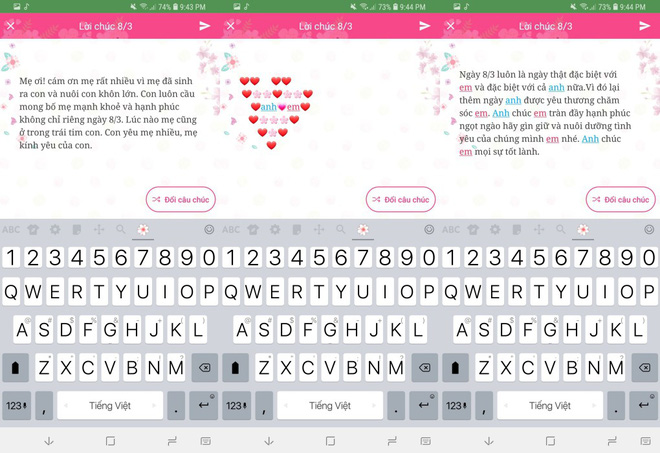 74% 9:43 PM
Lời chúc 8/3
Mẹ ơi! cám ơn mẹ rất nhiều vì mẹ đã sinh
ra con và nuôi con khôn lớn. Con luôn cầu
mong bố mẹ mạnh khoẻ và hạnh phúc
không chỉ riêng ngày 8/3. Lúc nào mẹ cũng
ở trong trái tim con. Con yêu mẹ nhiều, mẹ
kính yêu của con.
Đổi câu chúc
ABC
1 2 3 4 5 6 7 8 9 0
Q W E R T Y U I O P
A S D F G H J K L
Z X C V B N M
123 , Tiếng Việt .
73% 9:44 PM
Lời chúc 8/3
❤❤ ❤❤
❤🌸🌸❤🌸🌸❤
❤anh💗em❤
❤🌸🌸🌸❤
❤🌸❤
❤
Đổi câu chúc
ABC
1 2 3 4 5 6 7 8 9 0
Q W E R T Y U I O P
A S D F G H J K L
Z X C V B N M
123 , Tiếng Việt .
73% 9:44 PM
Lời chúc 8/3
Ngày 8/3 luôn là ngày thật đặc biệt với
em và đặc biệt với cả anh nữa.Vì đó lại
thêm ngày anh được yêu thương chăm
sóc em. Anh chúc em tràn đầy hạnh phúc
ngọt ngào hãy gìn giữ và nuôi dưỡng tình
yêu của chúng mình em nhé. Anh chúc
em mọi sự tốt lành.
Đổi câu chúc
ABC
1 2 3 4 5 6 7 8 9 0
Q W E R T Y U I O P
A S D F G H J K L
Z X C V B N M
123 , Tiếng Việt .